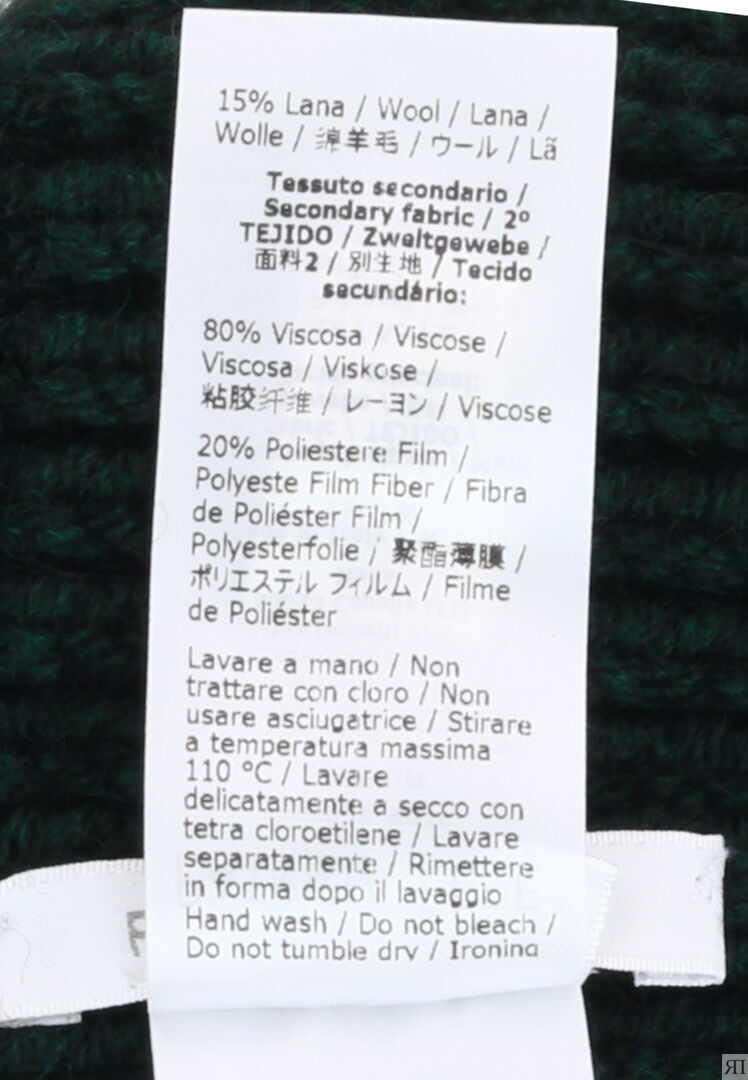 15% Lana / Wool / Lana /
Wolle / 绵羊毛 / ウール / Lã
Tessuto secondario /
Secondary fabric / 2º
TEJIDO / Zweitgewebe /
面料2 / 別生地 / Tecido
secundário:
80% Viscosa / Viscose /
Viscosa / Viskose /
粘胶纤维 / レーヨン / Viscose
20% Poliestere Film /
Polyeste Film Fiber / Fibra
de Poliéster Film /
Polyesterfolie / 聚酯薄膜 /
ポリエステル フィルム / Filme
de Poliéster
Lavare a mano / Non
trattare con cloro / Non
usare asciugatrice / Stirare
a temperatura massima
110 °C / Lavare
delicatamente a secco con
tetra cloroetilene / Lavare
separatamente / Rimettere
in forma dopo il lavaggio
Hand wash / Do not bleach /
Do not tumble dry / Ironing